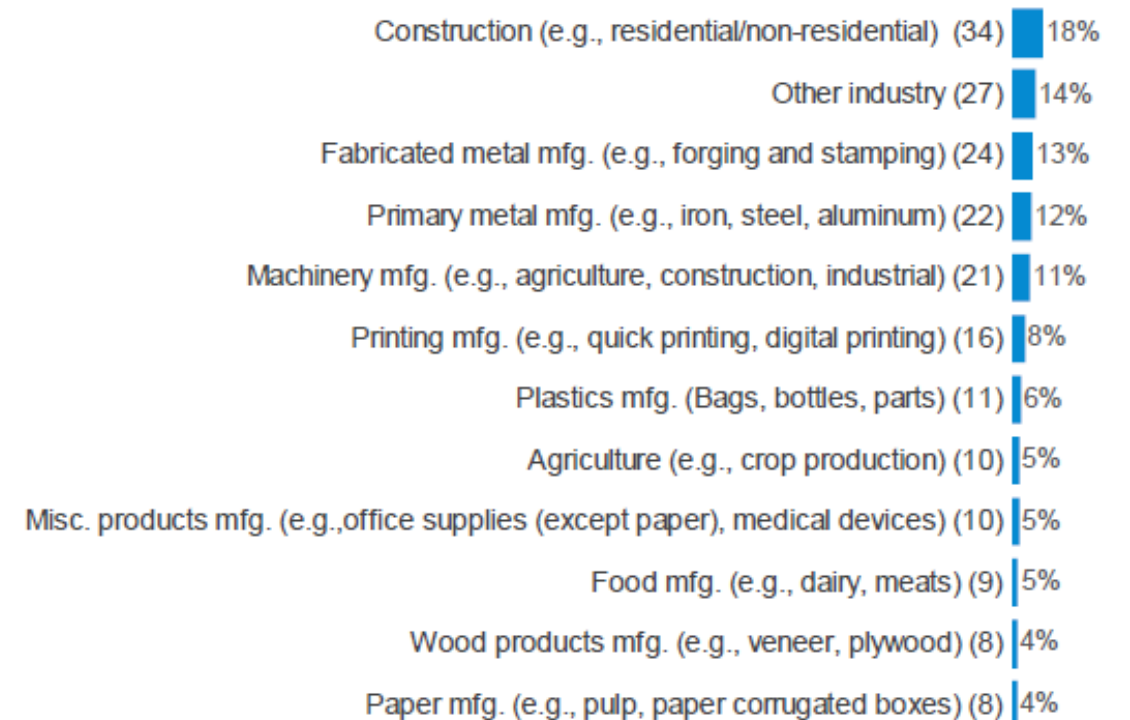 Construction (e.g., residential/non-residential) (34) 18%
Other industry (27) 14%
Fabricated metal mfg. (e.g., forging and stamping) (24) 13%
Primary metal mfg. (e.g., iron, steel, aluminum) (22) 12%
Machinery mfg. (e.g., agriculture, construction, industrial) (21) 11%
Printing mfg. (e.g., quick printing, digital printing) (16) 8%
Plastics mfg. (Bags, bottles, parts) (11) 6%
Agriculture (e.g., crop production) (10) 5%
Misc. products mfg. (e.g.,office supplies (except paper), medical devices) (10) 5%
Food mfg. (e.g., dairy, meats) (9) 5%
Wood products mfg. (e.g., veneer, plywood) (8) 4%
Paper mfg. (e.g., pulp, paper corrugated boxes) (8) 4%